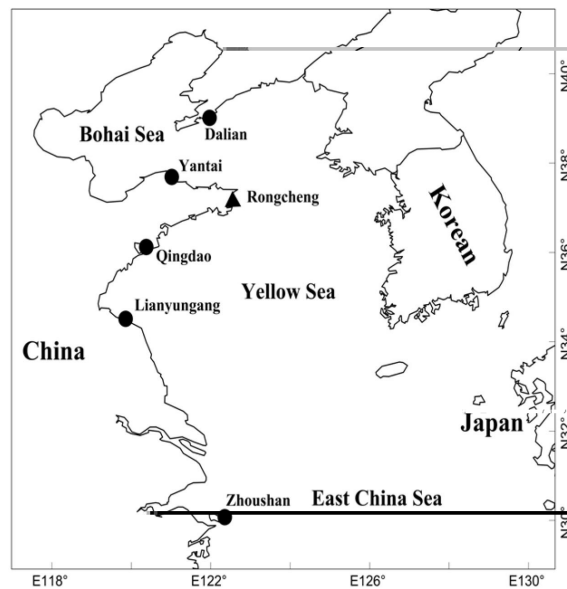 N40°
Bohai Sea
Dalian
Yantai
N38°
Rongcheng
Korean
Qingdao
N36°
Yellow Sea
Lianyungang
N34°
China
Japan
N32°
Zhoushan
East China Sea
N30°
E118° E122° E126° E130°